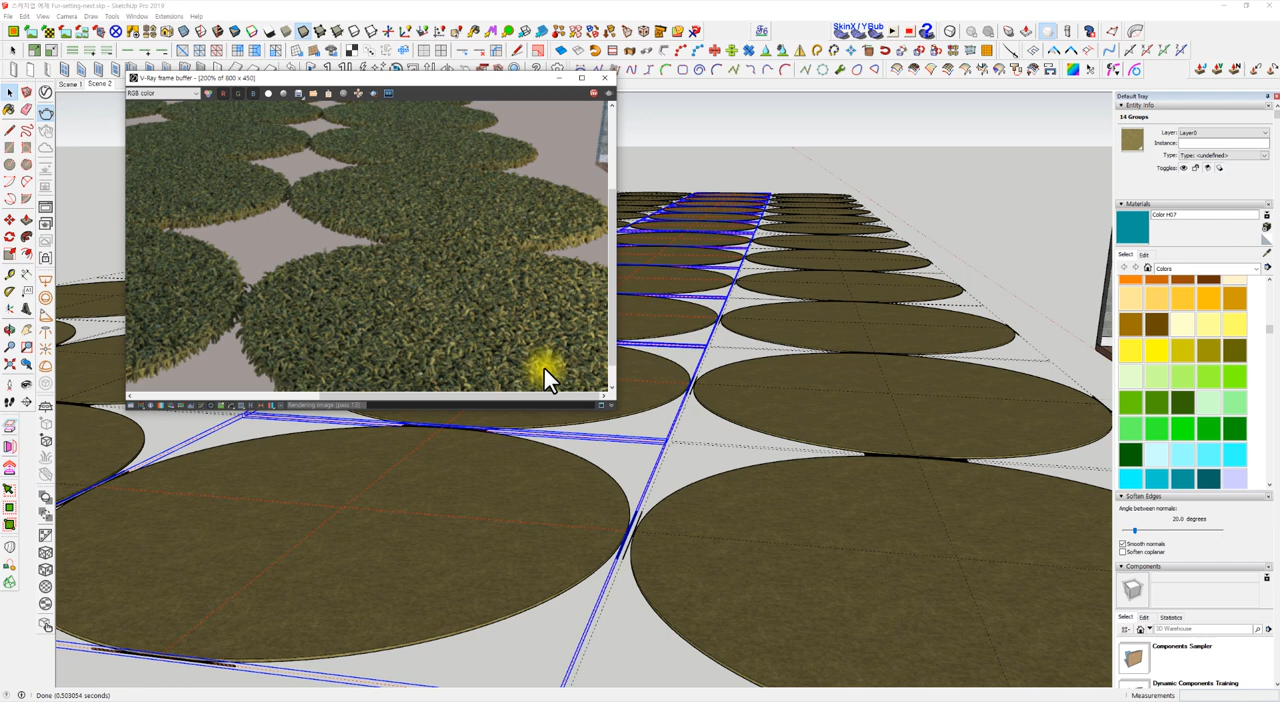 스케치업 예제 Fur-setting-next.skp - SketchUp Pro 2019
File Edit View Camera Draw Tools Window Extensions Help
SkinX/YBub
Scene 1 Scene 2
V-Ray frame buffer - [200% of 800 x 450]
RGB color
Rendering image (pass 12)
Default Tray
Entity Info
14 Groups
Layer: Layer0
Instance:
Type: Type: <undefined>
Toggles:
Materials
Color H07
Select Edit
Colors
Soften Edges
Angle between normals:
20.0 degrees
Smooth normals
Soften coplanar
Components
Select Edit Statistics
3D Warehouse
Components Sampler
Dynamic Components Training
Done (0.503054 seconds)
Measurements